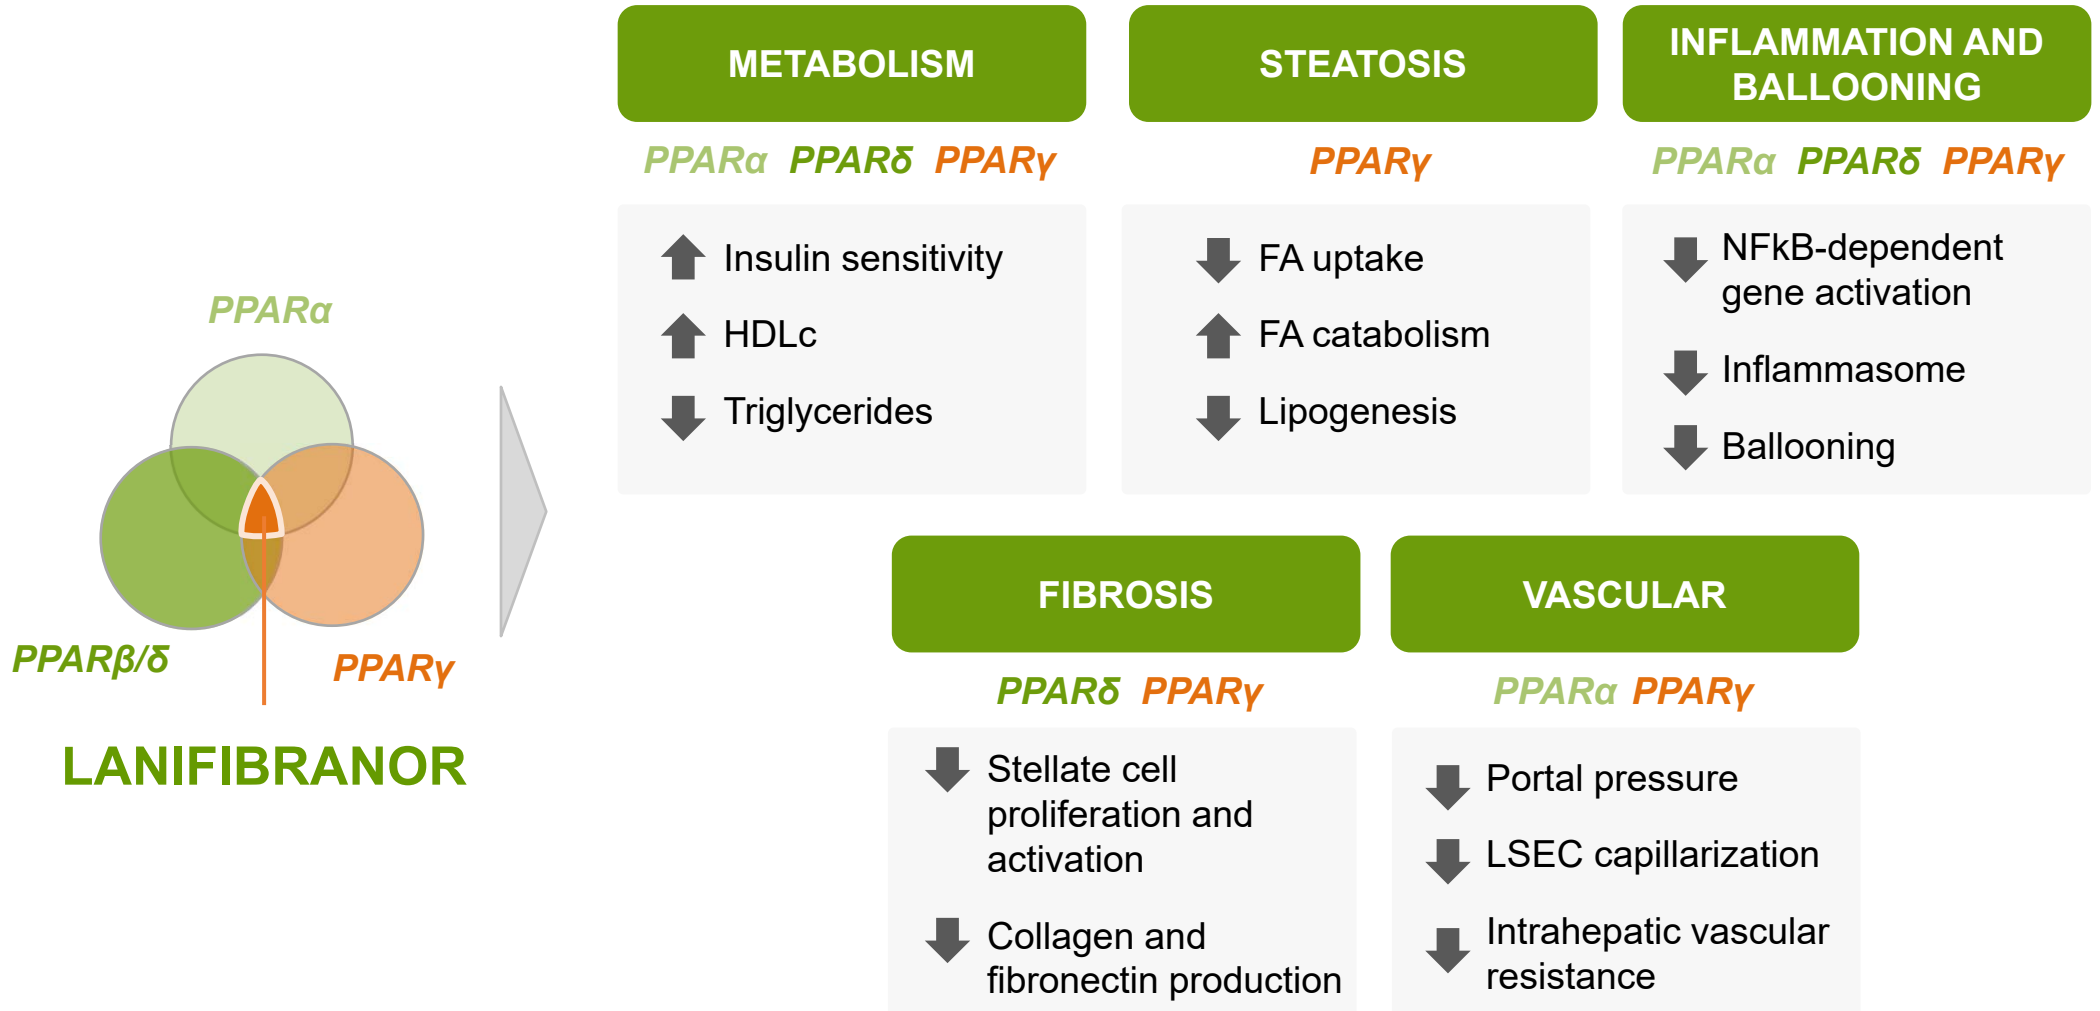 PPARα
PPARβ/δ
PPARγ
LANIFIBRANOR
METABOLISM
PPARα PPARδ PPARγ
Insulin sensitivity
HDLc
Triglycerides
STEATOSIS
PPARγ
FA uptake
FA catabolism
Lipogenesis
INFLAMMATION AND
BALLOONING
PPARα PPARδ PPARγ
NFkB-dependent
gene activation
Inflammasome
Ballooning
FIBROSIS
PPARδ PPARγ
Stellate cell
proliferation and
activation
Collagen and
fibronectin production
VASCULAR
PPARα PPARγ
Portal pressure
LSEC capillarization
Intrahepatic vascular
resistance